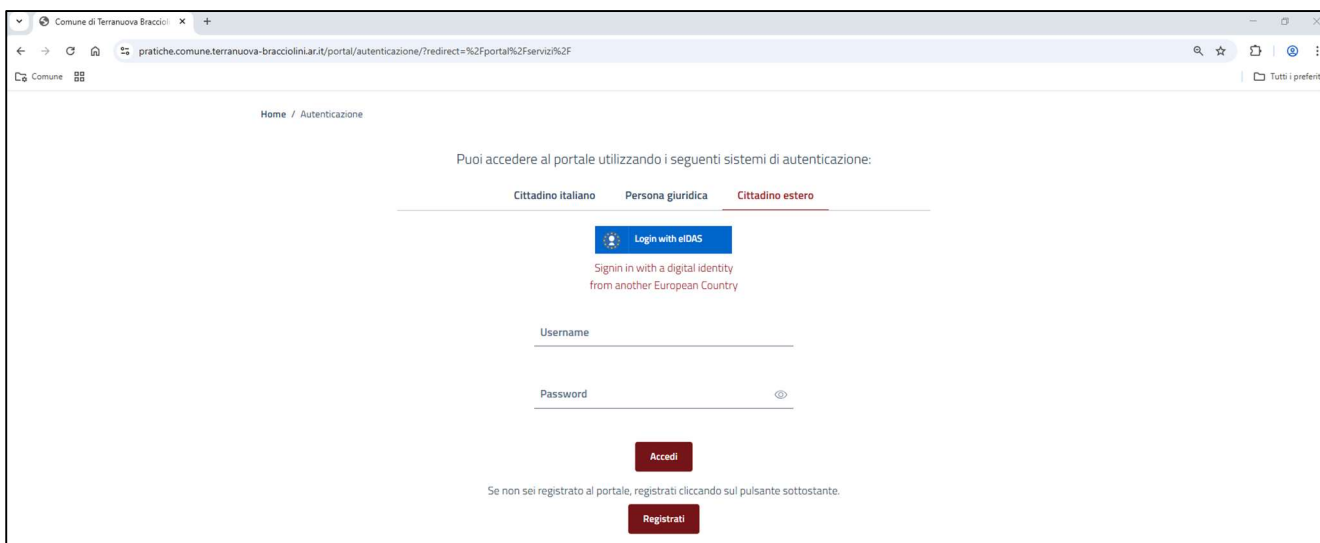 Comune di Terranuova Bracciol
pratiche.comune.terranuova-bracciolini.ar.it/portal/autenticazione/?redirect=%2Fportal%2Fservizi%2F
Comune
Tutti i preferit
Home / Autenticazione
Puoi accedere al portale utilizzando i seguenti sistemi di autenticazione:
Cittadino italiano Persona giuridica Cittadino estero
Login with eIDAS
Signin in with a digital identity
from another European Country
Username
Password
Accedi
Se non sei registrato al portale, registrati cliccando sul pulsante sottostante.
Registrati